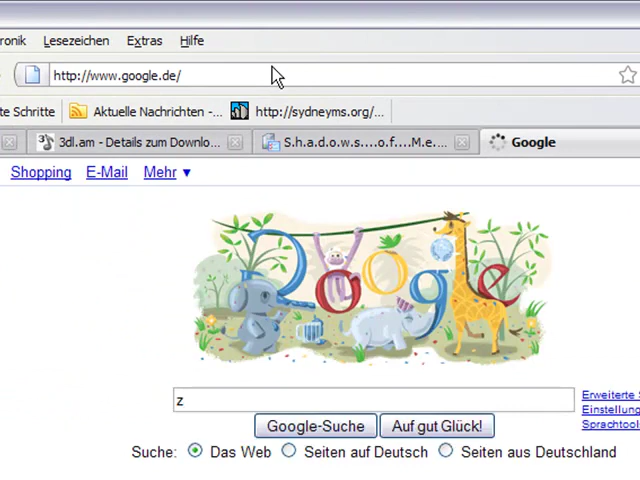 ronik Lesezeichen Extras Hilfe
http://www.google.de/
te Schritte Aktuelle Nachrichten -... http://sydneyms.org/...
3dl.am - Details zum Downlo... S.h.a.d.o.w.s....o.f....M.e.... Google
Shopping E-Mail Mehr ▼
Google
z
Erweiterte S
Einstellung
Sprachtool
Google-Suche Auf gut Glück!
Suche: Das Web Seiten auf Deutsch Seiten aus Deutschland